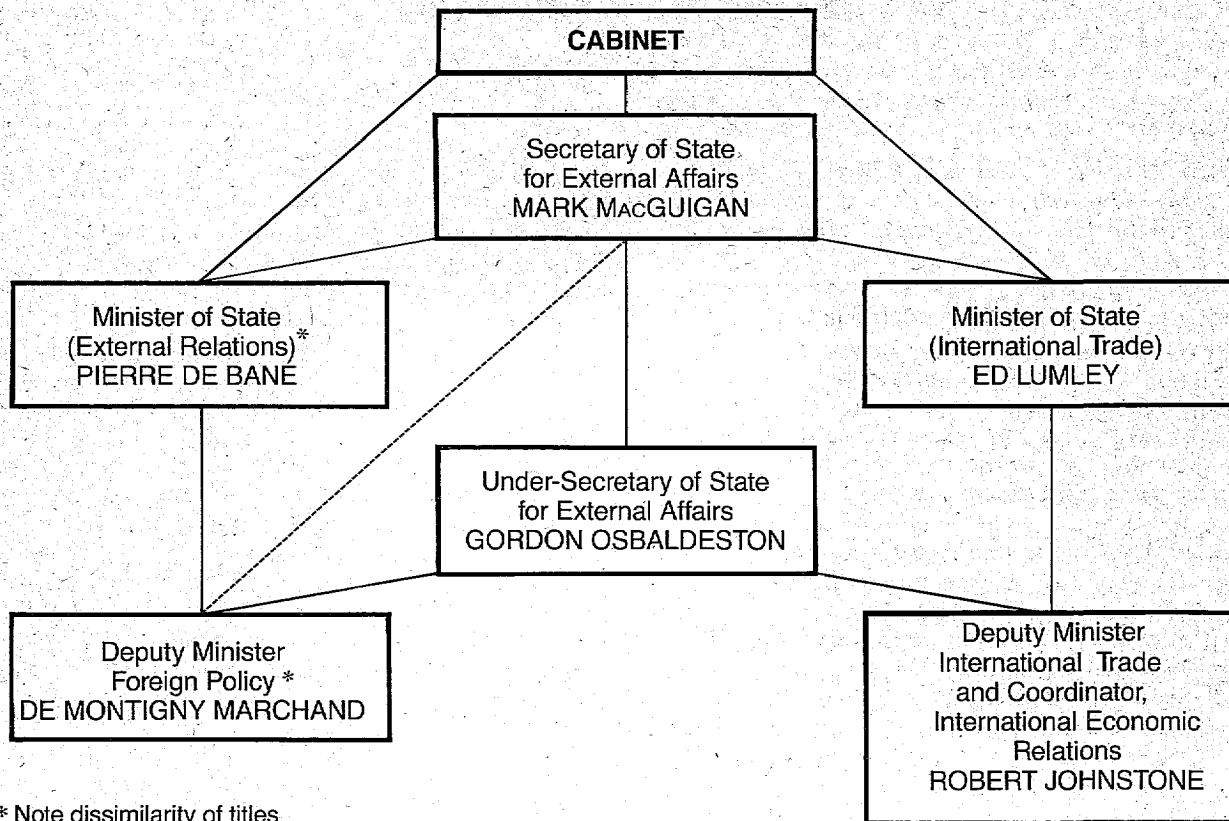 CABINET
Secretary of State
for External Affairs
MARK MACGUIGAN
Minister of State
(External Relations)*
PIERRE DE BANÉ
Minister of State
(International Trade)
ED LUMLEY
Under-Secretary of State
for External Affairs
GORDON OSBALDESTON
Deputy Minister
Foreign Policy *
DE MONTIGNY MARCHAND
Deputy Minister
International Trade
and Coordinator,
International Economic
Relations
ROBERT JOHNSTONE
* Note dissimilarity of titles